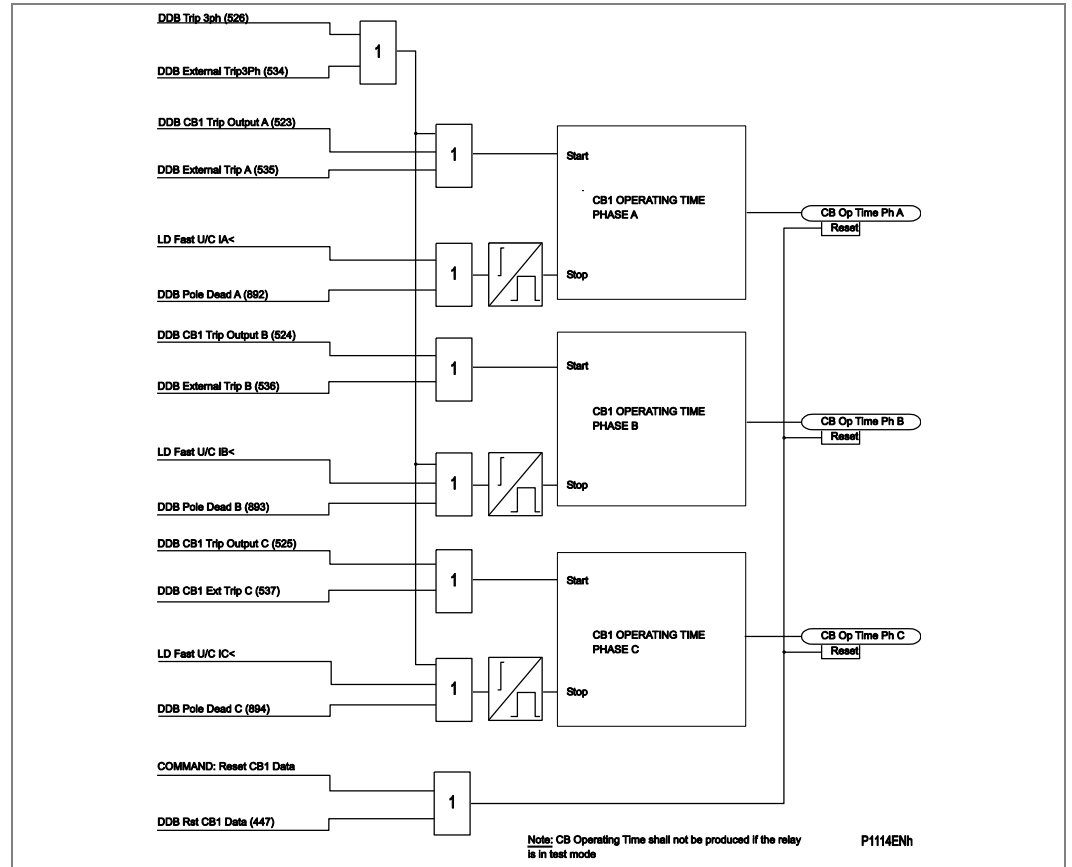 DDB Trip 3ph (526)
1
DDB External Trip3Ph (534)
DDB CB1 Trip Output A (523)
1
Start
DDB External Trip A (535)
CB1 OPERATING TIME
PHASE A
CB Op Time Ph A
Reset
LD Fast U/C IA<
1
Stop
DDB Pole Dead A (892)
DDB CB1 Trip Output B (524)
1
Start
DDB External Trip B (536)
CB1 OPERATING TIME
PHASE B
CB Op Time Ph B
Reset
LD Fast U/C IB<
1
Stop
DDB Pole Dead B (893)
DDB CB1 Trip Output C (525)
1
Start
DDB CB1 Ext Trip C (537)
CB1 OPERATING TIME
PHASE C
CB Op Time Ph C
Reset
LD Fast U/C IC<
1
Stop
DDB Pole Dead C (894)
COMMAND: Reset CB1 Data
1
DDB Rst CB1 Data (447)
Note: CB Operating Time shall not be produced if the relay
is in test mode
P1114ENh